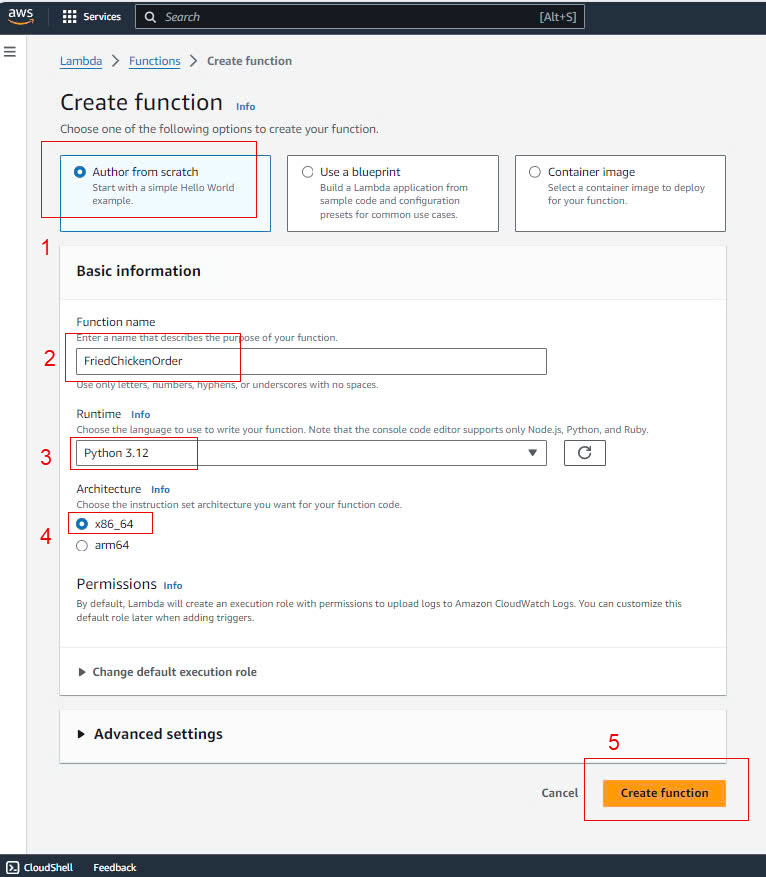 aws
Services
Search
[Alt+S]
Lambda > Functions > Create function
Create function Info
Choose one of the following options to create your function.
Author from scratch
Start with a simple Hello World
example.
Use a blueprint
Build a Lambda application from
sample code and configuration
presets for common use cases.
Container image
Select a container image to deploy
for your function.
1
Basic information
Function name
Enter a name that describes the purpose of your function.
2
FriedChickenOrder
Use only letters, numbers, hyphens, or underscores with no spaces.
Runtime Info
Choose the language to use to write your function. Note that the console code editor supports only Node.js, Python, and Ruby.
3
Python 3.12
Architecture Info
Choose the instruction set architecture you want for your function code.
x86_64
4
arm64
Permissions Info
By default, Lambda will create an execution role with permissions to upload logs to Amazon CloudWatch Logs. You can customize this
default role later when adding triggers.
Change default execution role
Advanced settings
5
Cancel
Create function
CloudShell
Feedback